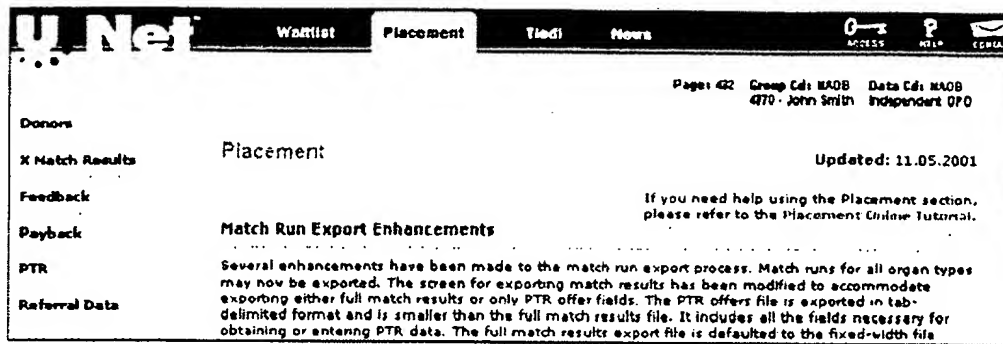 U Net
Waitlist Placement Tiedi News
ACCESS HELP
Page: 432 Group Cd: NAOB Data Cd: NAOB
4370 - John Smith Independent OPO
Donors
X Match Results
Feedback
Payback
PTR
Referral Data
Placement
Updated: 11.05.2001
If you need help using the Placement section,
please refer to the Placement Online Tutorial.
Match Run Export Enhancements
Several enhancements have been made to the match run export process. Match runs for all organ types
may now be exported. The screen for exporting match results has been modified to accommodate
exporting either full match results or only PTR offer fields. The PTR offers file is exported in tab-
delimited format and is smaller than the full match results file. It includes all the fields necessary for
obtaining or entering PTR data. The full match results export file is defaulted to the fixed-width file